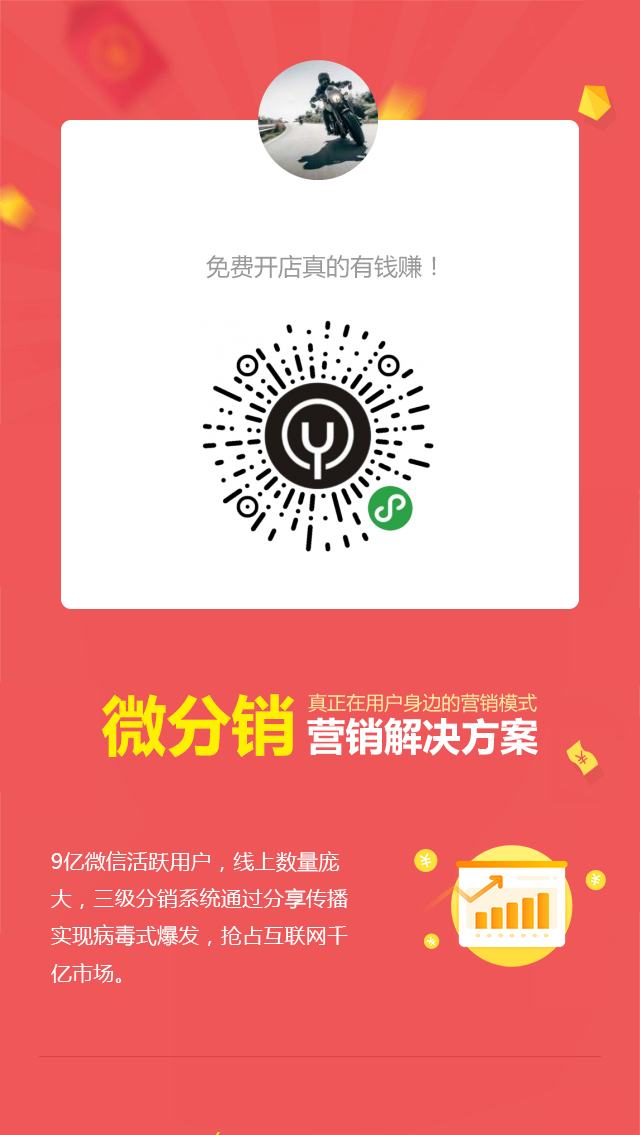 免费开店真的有钱赚！
微分销
真正在用户身边的营销模式
营销解决方案
9亿微信活跃用户，线上数量庞
大，三级分销系统通过分享传播
实现病毒式爆发，抢占互联网千
亿市场。